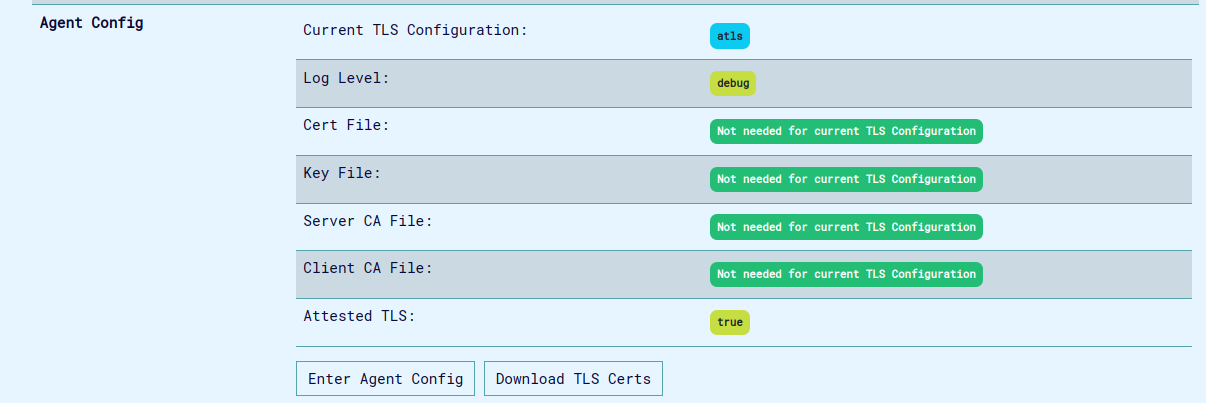 Agent Config
Current TLS Configuration: atls
Log Level: debug
Cert File: Not needed for current TLS Configuration
Key File: Not needed for current TLS Configuration
Server CA File: Not needed for current TLS Configuration
Client CA File: Not needed for current TLS Configuration
Attested TLS: true
Enter Agent Config Download TLS Certs